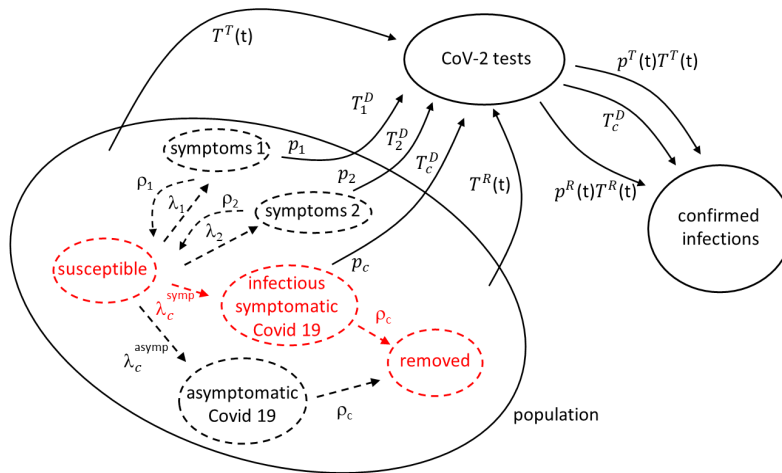 T^T(t)
CoV-2 tests
p^T(t)T^T(t)
T_1^D
T_2^D
T_c^D
T_c^D
symptoms 1
p_1
p_2
T^R(t)
p^R(t)T^R(t)
ρ_1
λ_1
ρ_2
symptoms 2
λ_2
confirmed
infections
susceptible
p_c
λ_c^symp
infectious
symptomatic
Covid 19
ρ_c
λ_c^asymp
removed
asymptomatic
Covid 19
ρ_c
population